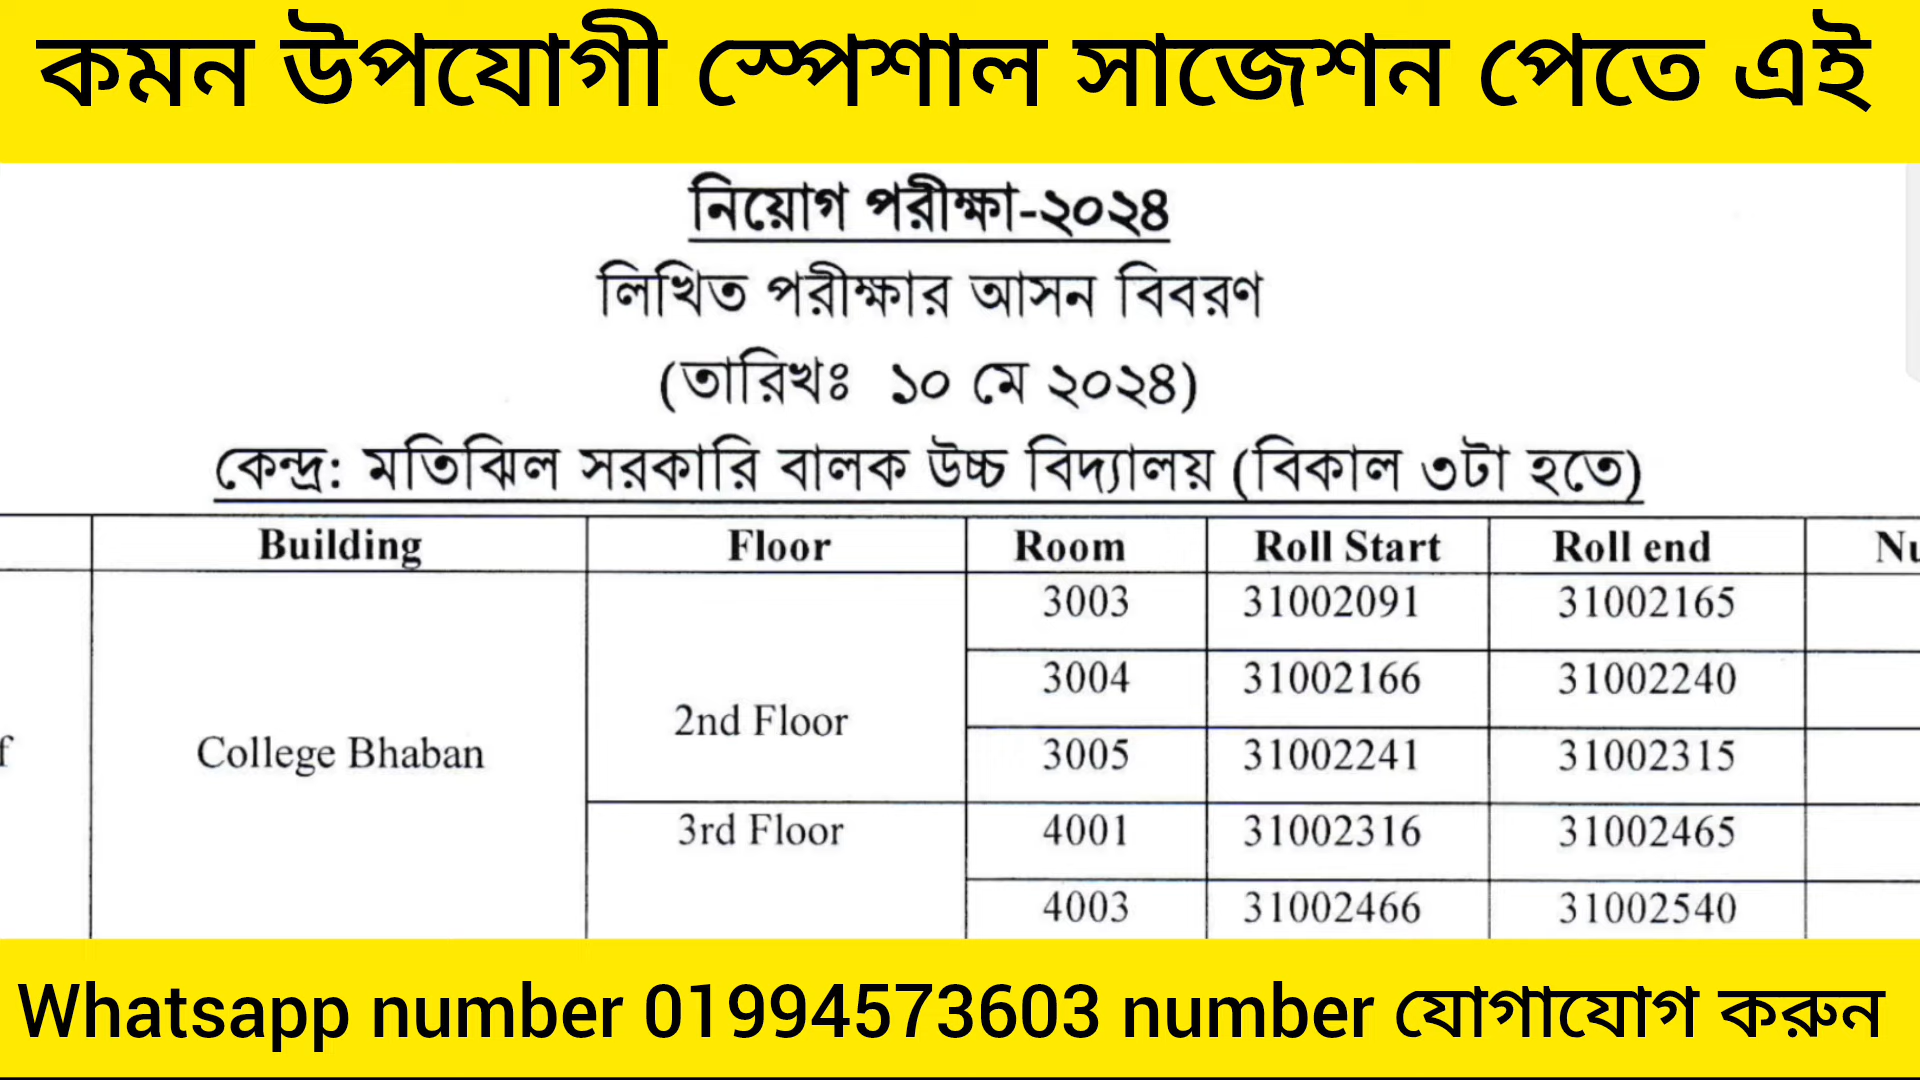 কমন উপযোগী স্পেশাল সাজেশন পেতে এই
নিয়োগ পরীক্ষা-২০২৪
লিখিত পরীক্ষার আসন বিবরণ
(তারিখঃ ১০ মে ২০২৪)
কেন্দ্র: মতিঝিল সরকারি বালক উচ্চ বিদ্যালয় (বিকাল ৩টা হতে)
Building Floor Room Roll Start Roll end
3003 31002091 31002165
3004 31002166 31002240
2nd Floor
College Bhaban 3005 31002241 31002315
3rd Floor 4001 31002316 31002465
4003 31002466 31002540
Whatsapp number 01994573603 number যোগাযোগ করুন